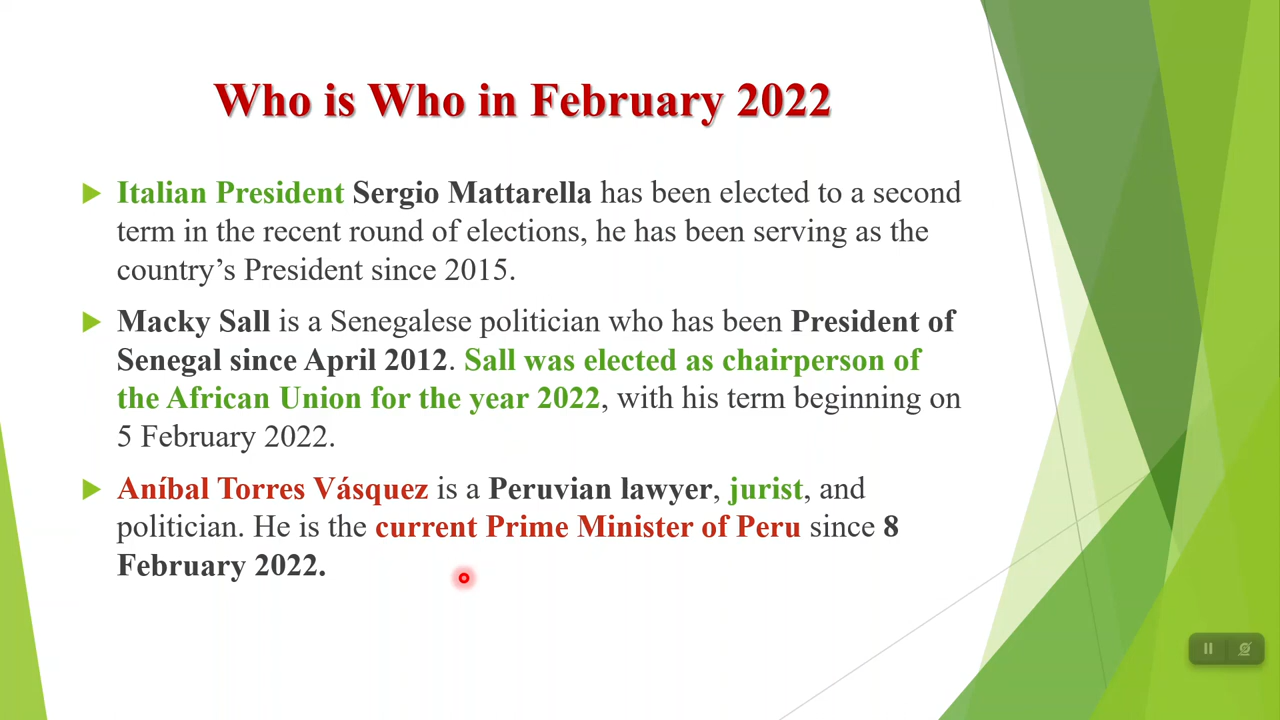 Who is Who in February 2022
Italian President Sergio Mattarella has been elected to a second
term in the recent round of elections, he has been serving as the
country’s President since 2015.
Macky Sall is a Senegalese politician who has been President of
Senegal since April 2012. Sall was elected as chairperson of
the African Union for the year 2022, with his term beginning on
5 February 2022.
Aníbal Torres Vásquez is a Peruvian lawyer, jurist, and
politician. He is the current Prime Minister of Peru since 8
February 2022.